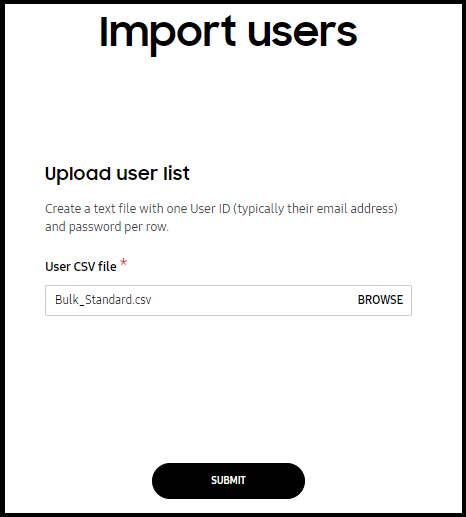 Import users
Upload user list
Create a text file with one User ID (typically their email address)
and password per row.
User CSV file *
Bulk_Standard.csv BROWSE
SUBMIT